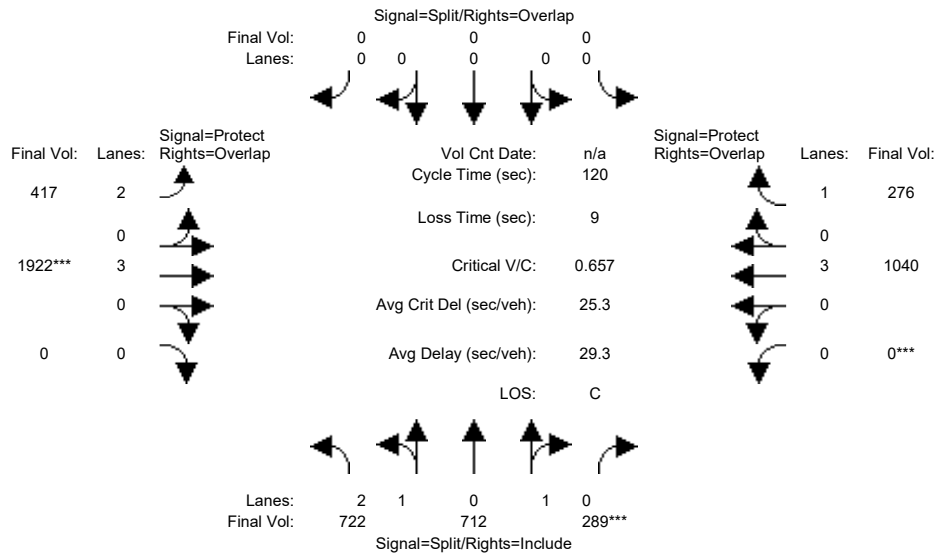 Signal=Split/Rights=Overlap
Final Vol: 0 0 0
Lanes: 0 0 0 0 0
Signal=Protect
Final Vol: Lanes: Rights=Overlap
Vol Cnt Date: n/a
Cycle Time (sec): 120
Signal=Protect
Rights=Overlap Lanes: Final Vol:
417 2
1 276
Loss Time (sec): 9
0
0
1922*** 3
Critical V/C: 0.657
3 1040
0
Avg Crit Del (sec/veh): 25.3
0
0 0
Avg Delay (sec/veh): 29.3
0 0***
LOS: C
Lanes: 2 1 0 1 0
Final Vol: 722 712 289***
Signal=Split/Rights=Include